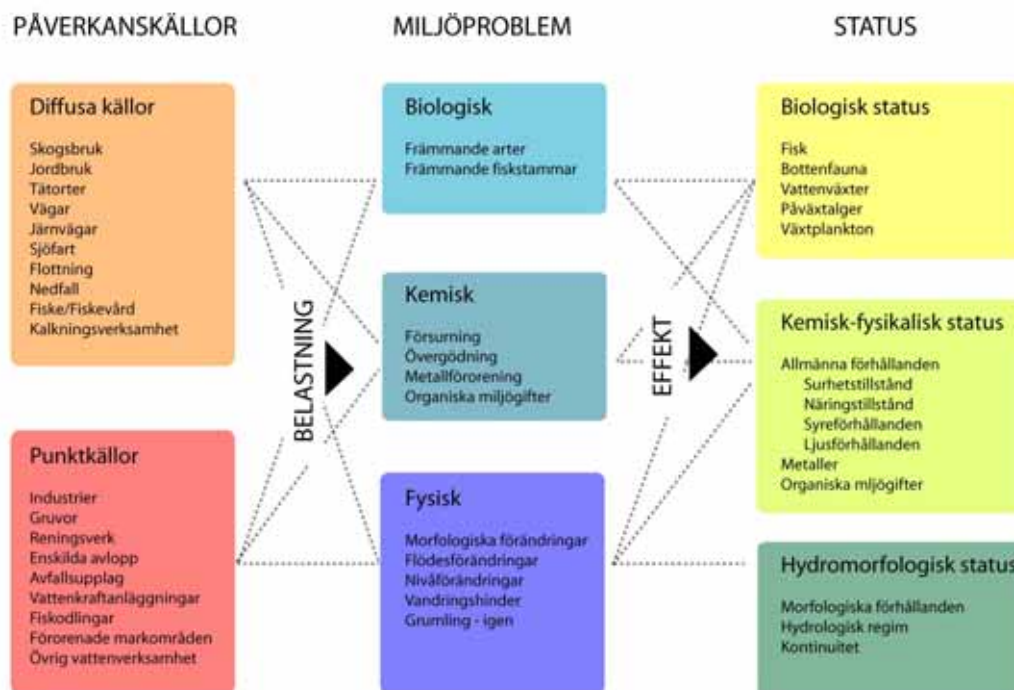 PÅVERKANSKÄLLOR
Diffusa källor
Skogsbruk
Jordbruk
Tätorter
Vägar
Järnvägar
Sjöfart
Flottning
Nedfall
Fiske/Fiskevård
Kalkningsverksamhet
Punktkällor
Industrier
Gruvor
Reningsverk
Enskilda avlopp
Avfallsupplag
Vattenkraftanläggningar
Fiskodlingar
Förorenade markområden
Övrig vattenverksamhet
BELASTNING
MILJÖPROBLEM
Biologisk
Främmande arter
Främmande fiskstammar
Kemisk
Försurning
Övergödning
Metallförorening
Organiska miljögifter
Fysisk
Morfologiska förändringar
Flödesförändringar
Nivåförändringar
Vandringshinder
Grumling - igen
EFFEKT
STATUS
Biologisk status
Fisk
Bottenfauna
Vattenväxter
Påväxtalger
Växtplankton
Kemisk-fysikalisk status
Allmänna förhållanden
Surhetstillstånd
Näringstillstånd
Syreförhållanden
Ljusförhållanden
Metaller
Organiska mljögifter
Hydromorfologisk status
Morfologiska förhållanden
Hydrologisk regim
Kontinuitet